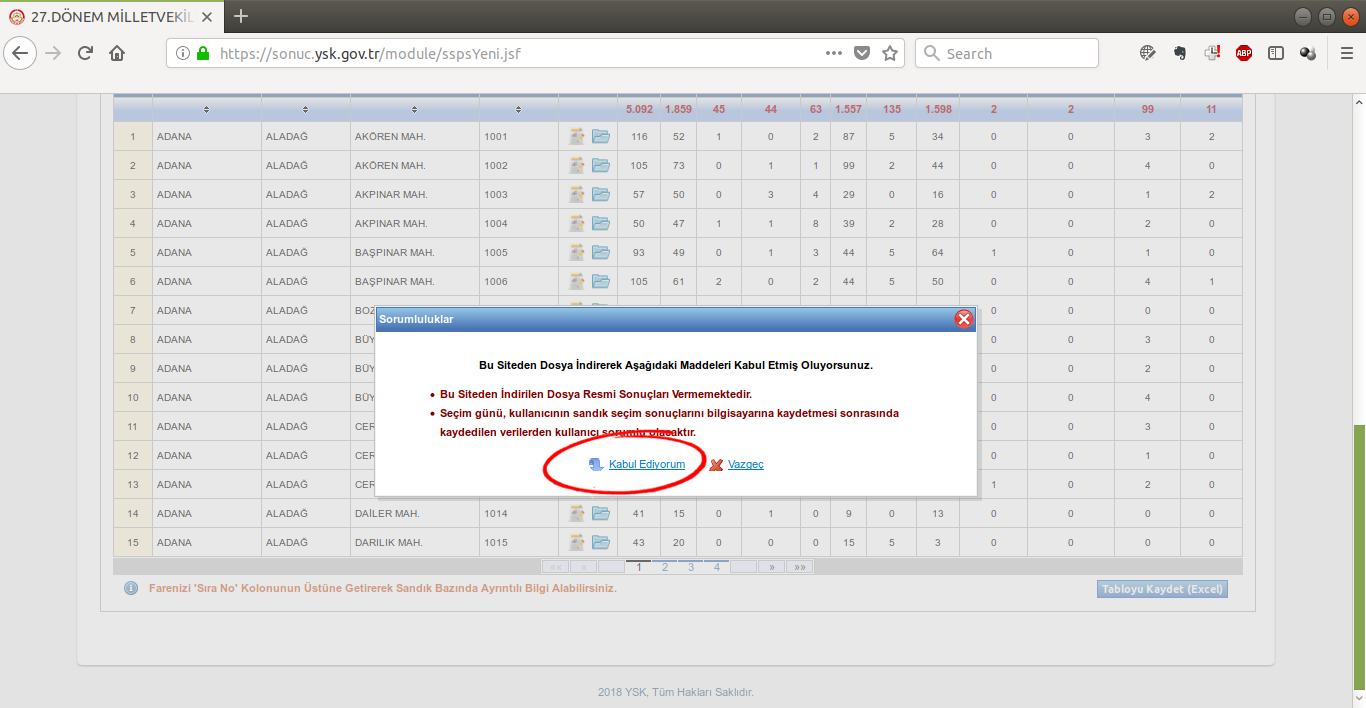 27.DÖNEM MİLLETVEKİL
https://sonuc.ysk.gov.tr/module/sspsYeni.jsf
Search
ABP
5.092 1.859 45 44 63 1.557 135 1.598 2 2 99 11
1 ADANA ALADAĞ AKÖREN MAH. 1001 116 52 1 0 2 87 5 34 0 0 3 2
2 ADANA ALADAĞ AKÖREN MAH. 1002 105 73 0 1 1 99 2 44 0 0 4 0
3 ADANA ALADAĞ AKPINAR MAH. 1003 57 50 0 3 4 29 0 16 0 0 1 2
4 ADANA ALADAĞ AKPINAR MAH. 1004 50 47 1 1 8 39 2 28 0 0 2 0
5 ADANA ALADAĞ BAŞPINAR MAH. 1005 93 49 0 1 3 44 5 64 1 0 1 0
6 ADANA ALADAĞ BAŞPINAR MAH. 1006 105 61 2 0 2 44 5 50 0 0 4 1
7 ADANA ALADAĞ BOZ 0 0 0 0
8 ADANA ALADAĞ BÜY 0 0 3 0
9 ADANA ALADAĞ BÜY 0 0 2 0
10 ADANA ALADAĞ BÜY 0 0 4 0
11 ADANA ALADAĞ CER 0 0 3 0
12 ADANA ALADAĞ CER 0 0 1 0
13 ADANA ALADAĞ CER 1 0 2 0
Sorumluluklar
Bu Siteden Dosya İndirerek Aşağıdaki Maddeleri Kabul Etmiş Oluyorsunuz.
• Bu Siteden İndirilen Dosya Resmi Sonuçları Vermemektedir.
• Seçim günü, kullanıcının sandık seçim sonuçlarını bilgisayarına kaydetmesi sonrasında
kaydedilen verilerden kullanıcı sorumlu olacaktır.
Kabul Ediyorum Vazgeç
14 ADANA ALADAĞ DAİLER MAH. 1014 41 15 0 1 0 9 0 13 0 0 0 0
15 ADANA ALADAĞ DARILIK MAH. 1015 43 20 0 0 0 15 5 3 0 0 0 0
«« « 1 2 3 4 » »»
Farenizi 'Sıra No' Kolonunun Üstüne Getirerek Sandık Bazında Ayrıntılı Bilgi Alabilirsiniz.
Tabloyu Kaydet (Excel)
2018 YSK, Tüm Hakları Saklıdır.